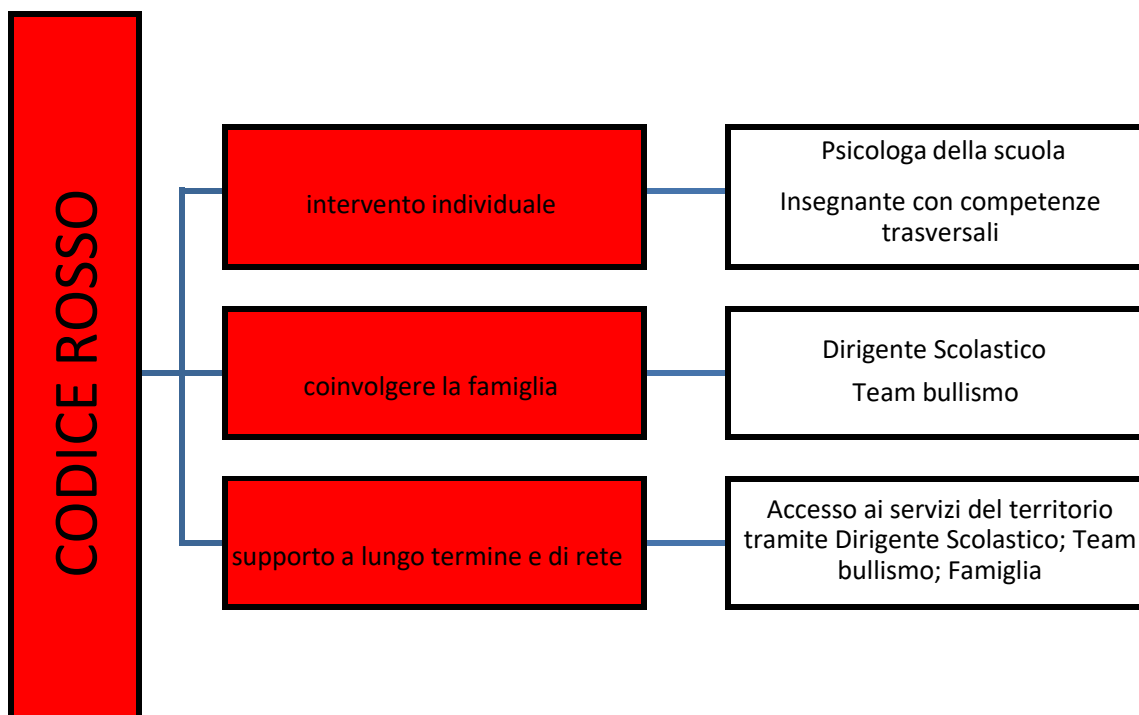 CODICE ROSSO
intervento individuale
Psicologa della scuola
Insegnante con competenze
trasversali
coinvolgere la famiglia
Dirigente Scolastico
Team bullismo
supporto a lungo termine e di rete
Accesso ai servizi del territorio
tramite Dirigente Scolastico; Team
bullismo; Famiglia